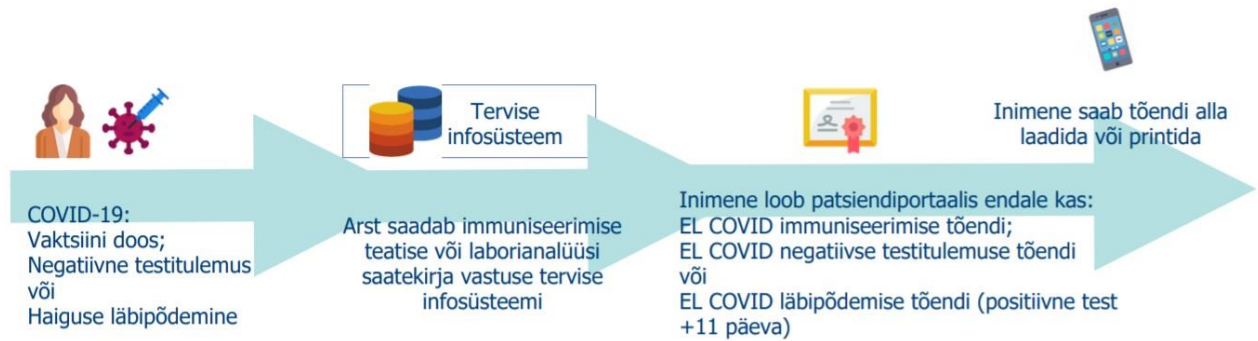 COVID-19:
Vaktsiini doos;
Negatiivne testitulemus
või
Haiguse läbipõdemine
Tervise
infosüsteem
Arst saadab immuniseerimise
teatise või laborianalüüsi
saatekirja vastuse tervise
infosüsteemi
Inimene loob patsiendiportaalis endale kas:
EL COVID immuniseerimise tõendi;
EL COVID negatiivse testitulemuse tõendi
või
EL COVID läbipõdemise tõendi (positiivne test
+11 päeva)
Inimene saab tõendi alla
laadida või printida